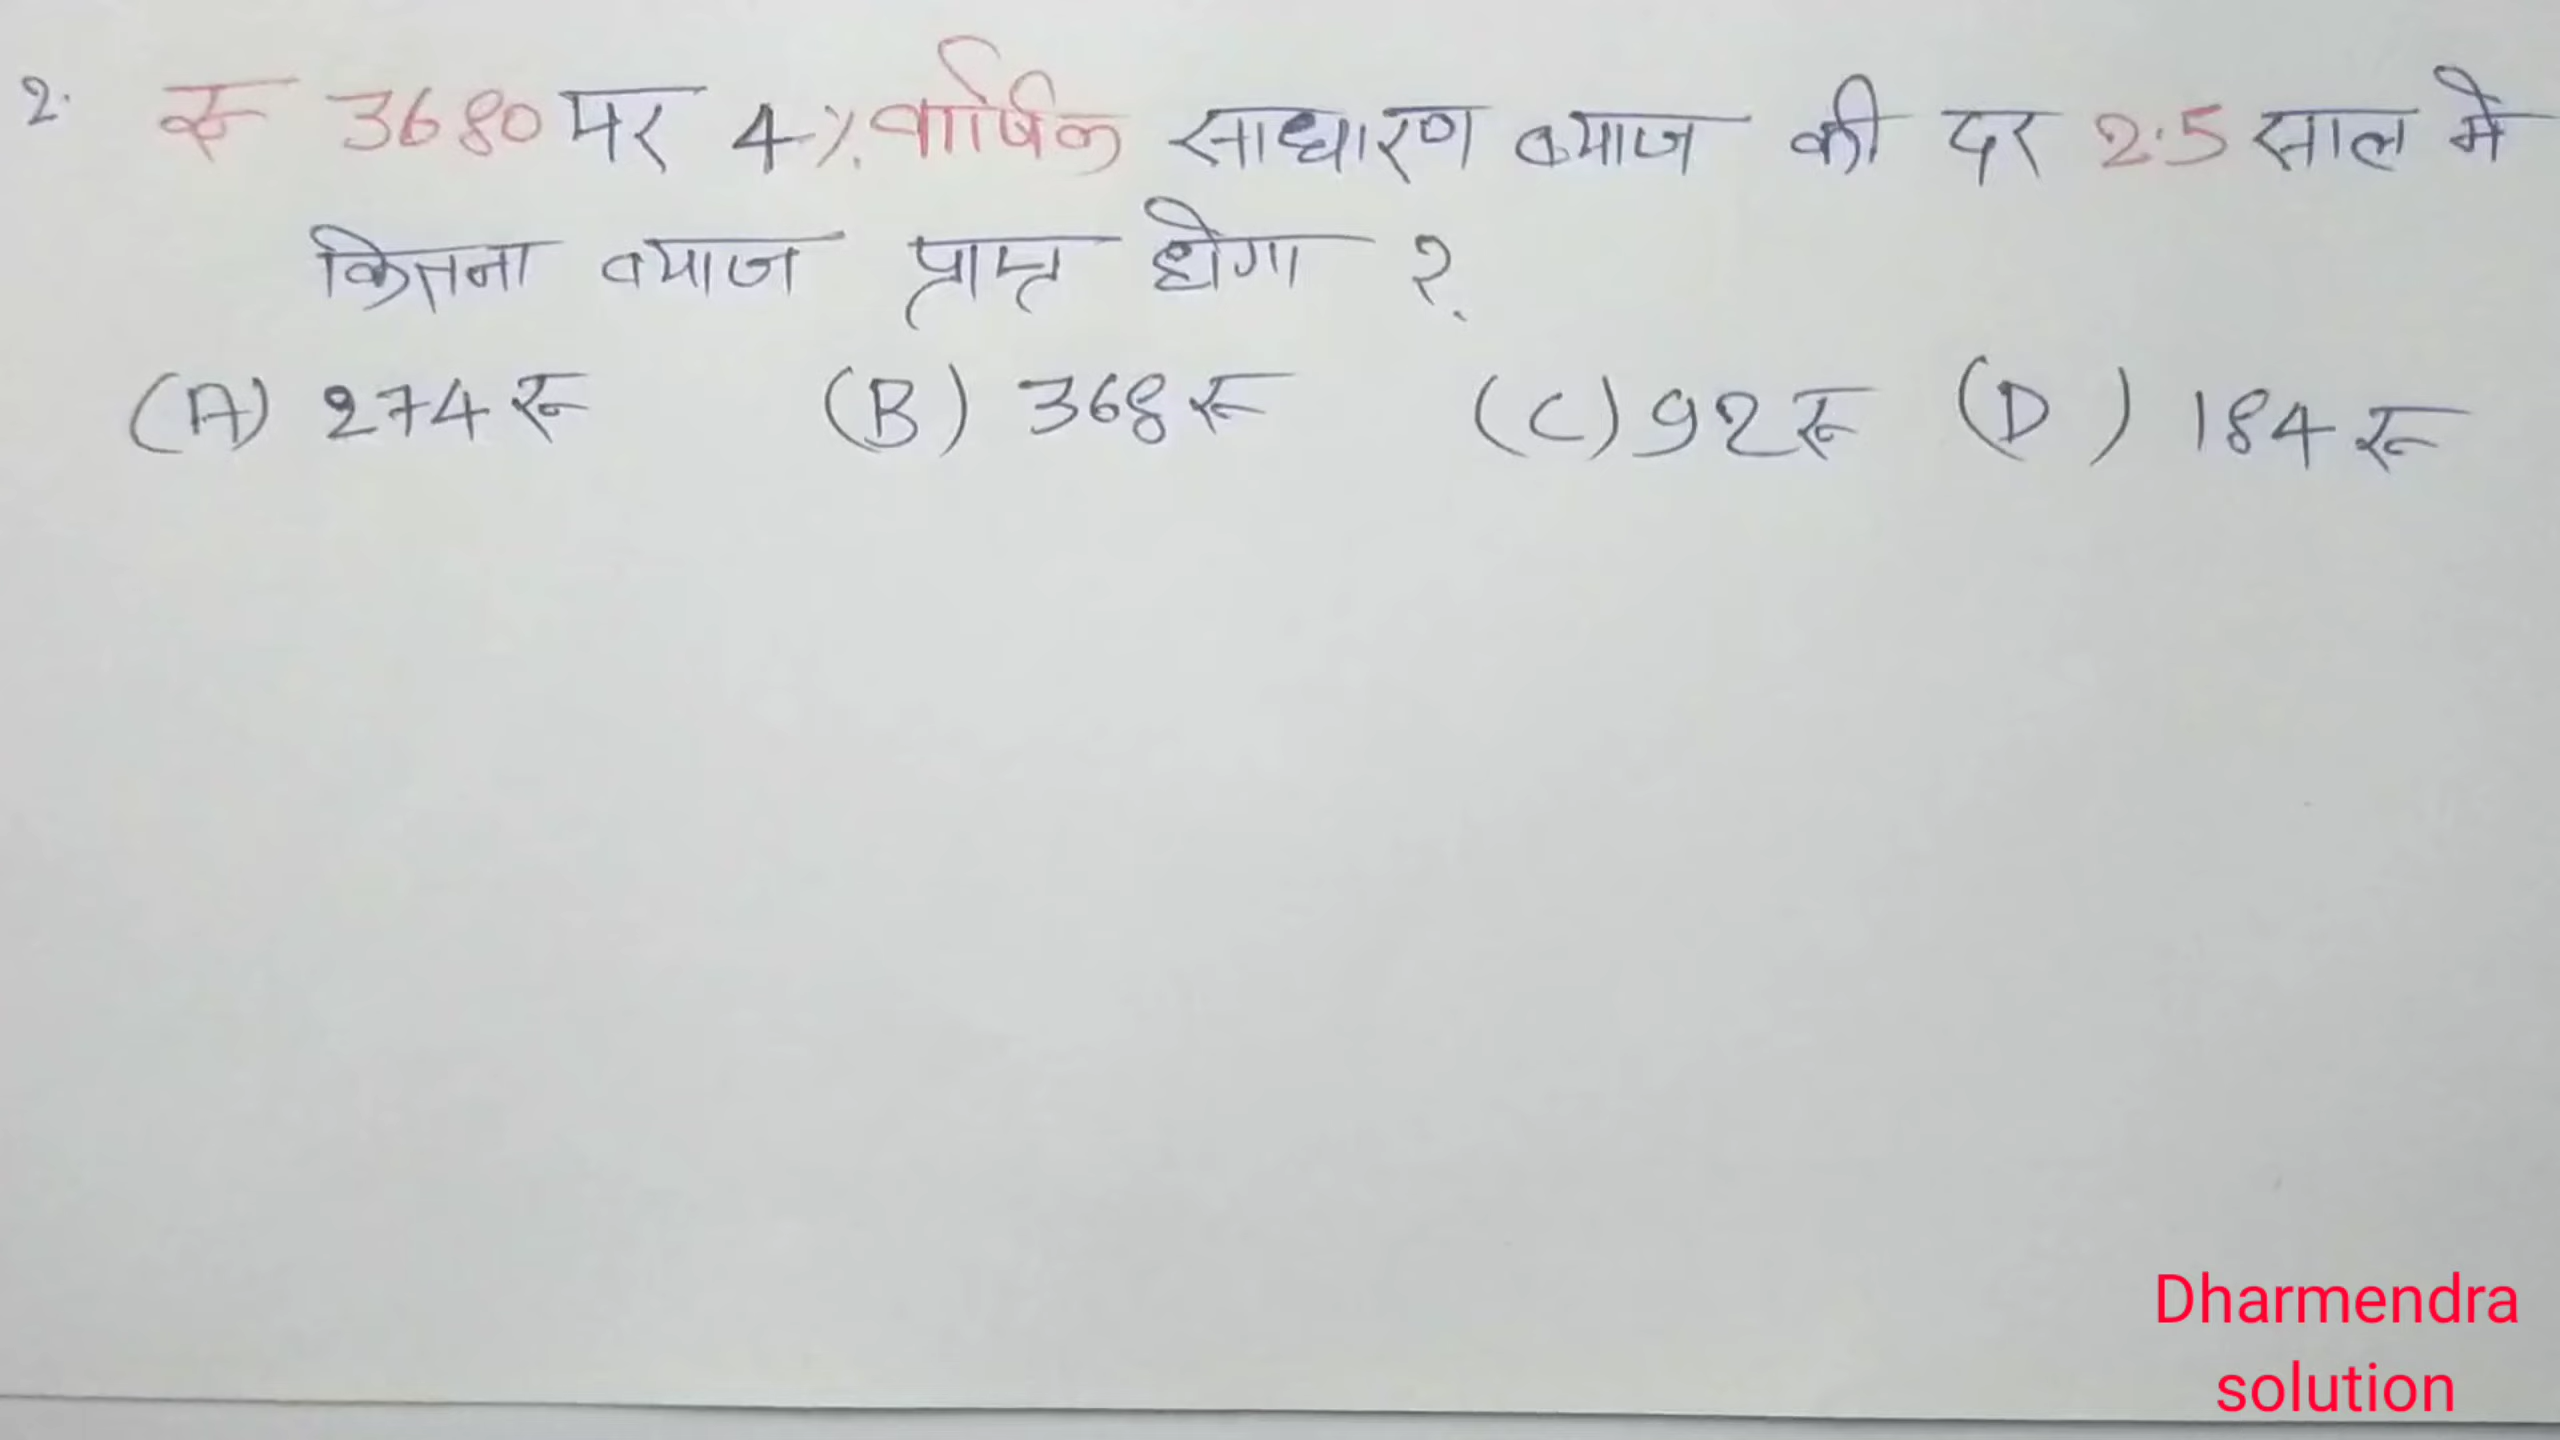 2. रू 3680 पर 4% वार्षिक साधारण ब्याज की दर 2.5 साल मे
कितना ब्याज प्राप्त होगा ?
(A) 274 रू (B) 368 रू (C) 92 रू (D) 184 रू
Dharmendra
solution